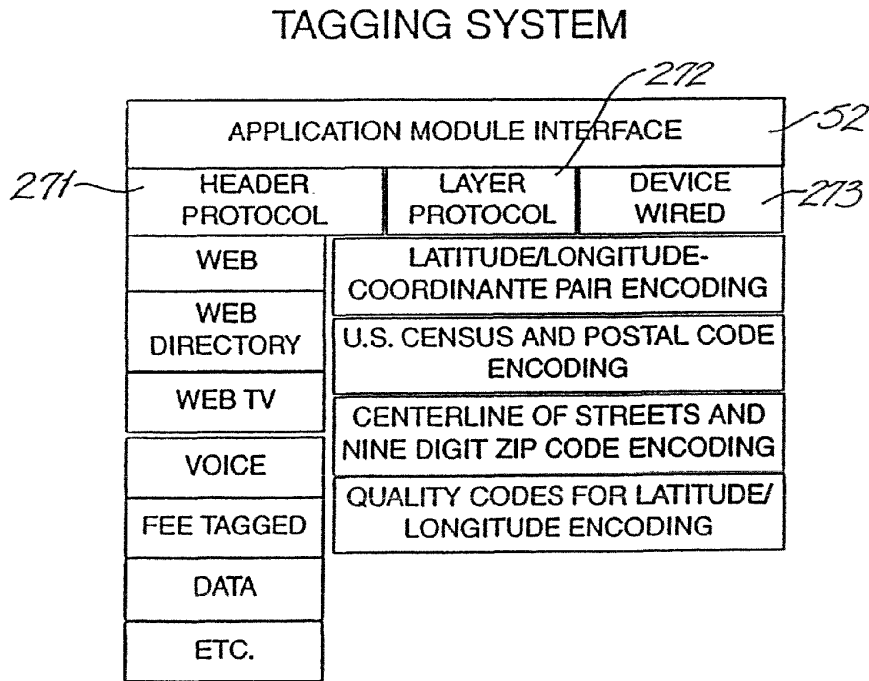 TAGGING SYSTEM
272
APPLICATION MODULE INTERFACE
52
271
HEADER
PROTOCOL
LAYER
PROTOCOL
DEVICE
WIRED
273
WEB
WEB
DIRECTORY
WEB TV
VOICE
FEE TAGGED
DATA
ETC.
LATITUDE/LONGITUDE-
COORDINANTE PAIR ENCODING
U.S. CENSUS AND POSTAL CODE
ENCODING
CENTERLINE OF STREETS AND
NINE DIGIT ZIP CODE ENCODING
QUALITY CODES FOR LATITUDE/
LONGITUDE ENCODING